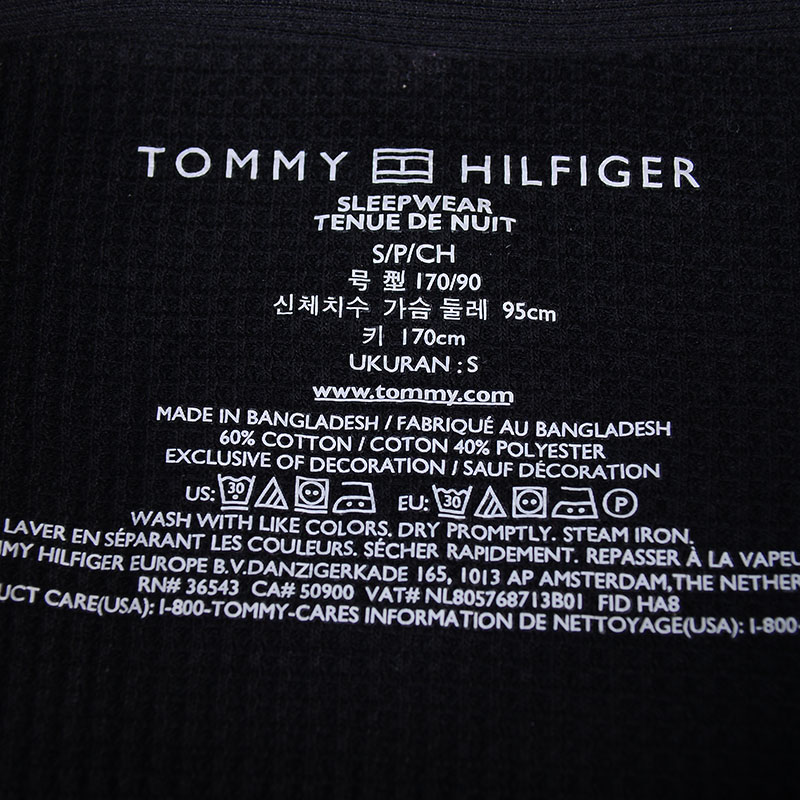 TOMMY HILFIGER
SLEEPWEAR
TENUE DE NUIT
S/P/CH
号 型 170/90
신체치수 가슴 둘레 95cm
키 170cm
UKURAN : S
www.tommy.com
MADE IN BANGLADESH / FABRIQUÉ AU BANGLADESH
60% COTTON / COTON 40% POLYESTER
EXCLUSIVE OF DECORATION / SAUF DÉCORATION
US: 30 EU: 30 P
WASH WITH LIKE COLORS. DRY PROMPTLY. STEAM IRON.
LAVER EN SÉPARANT LES COULEURS. SÉCHER RAPIDEMENT. REPASSER À LA VAPEU
MMY HILFIGER EUROPE B.V.DANZIGERKADE 165, 1013 AP AMSTERDAM,THE NETHER
RN# 36543 CA# 50900 VAT# NL805768713B01 FID HA8
UCT CARE(USA): 1-800-TOMMY-CARES INFORMATION DE NETTOYAGE(USA): 1-800-